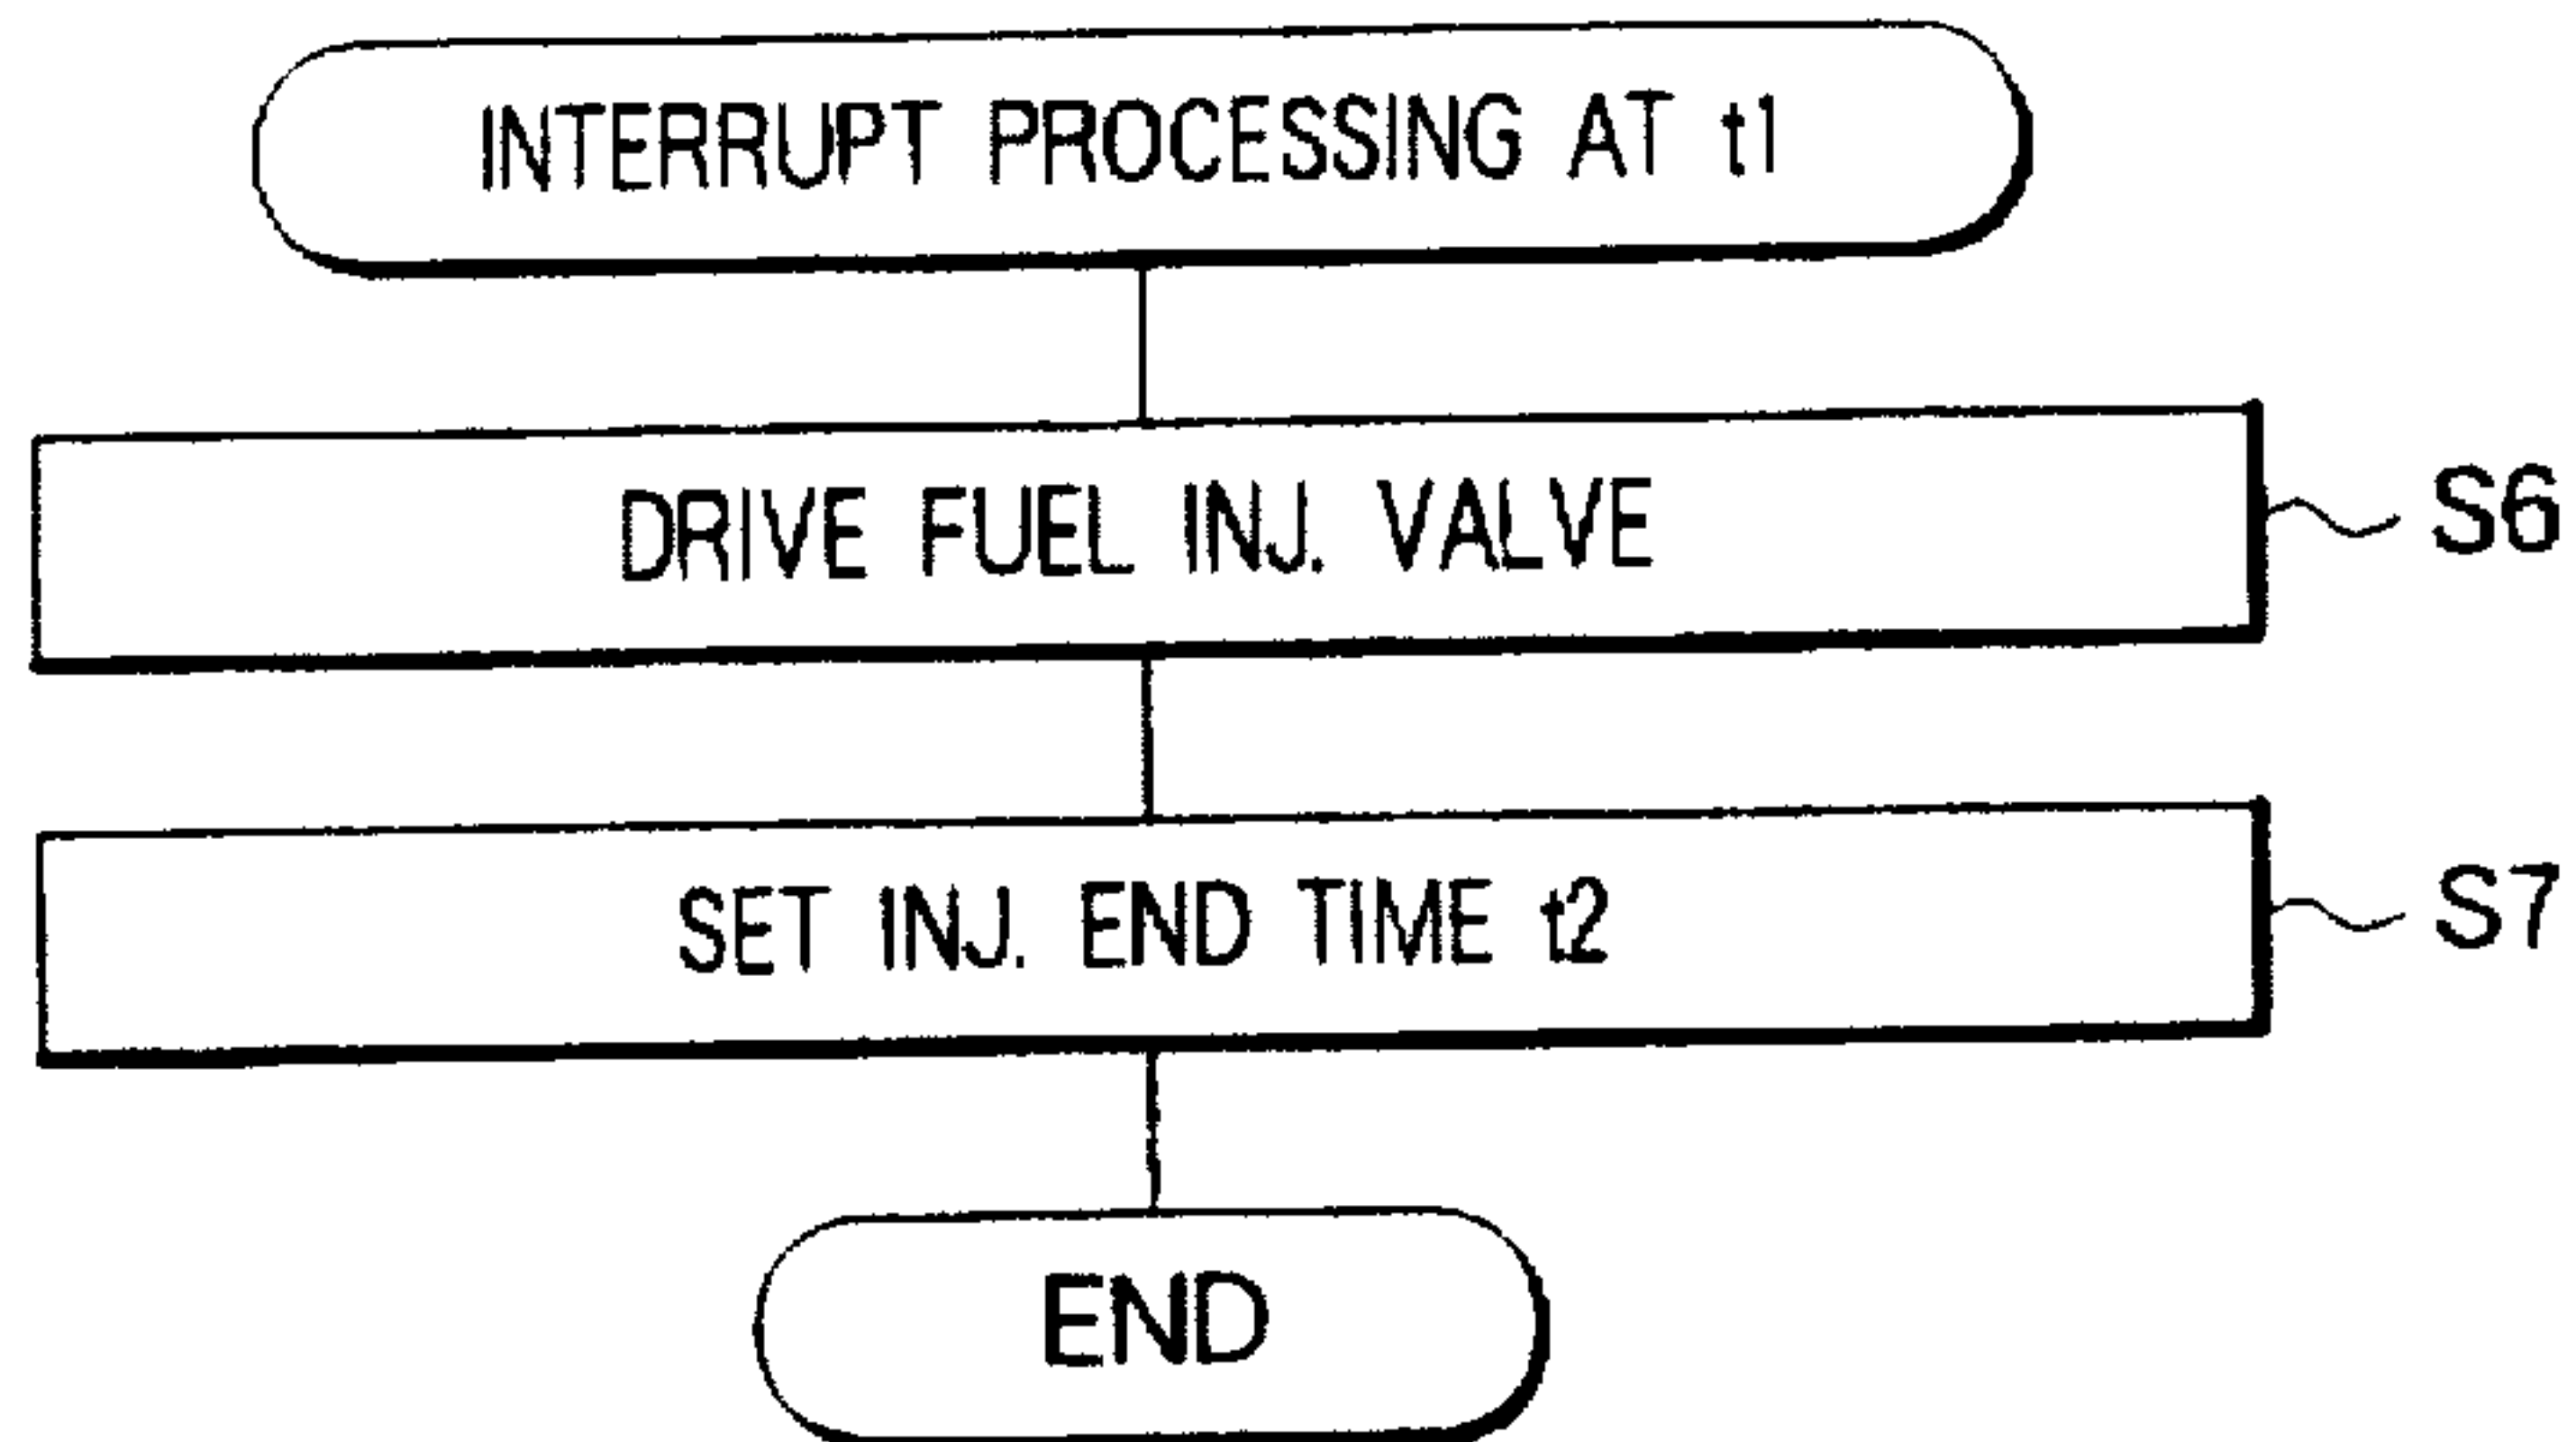 INTERRUPT PROCESSING AT t1
DRIVE FUEL INJ. VALVE
S6
SET INJ. END TIME t2
S7
END